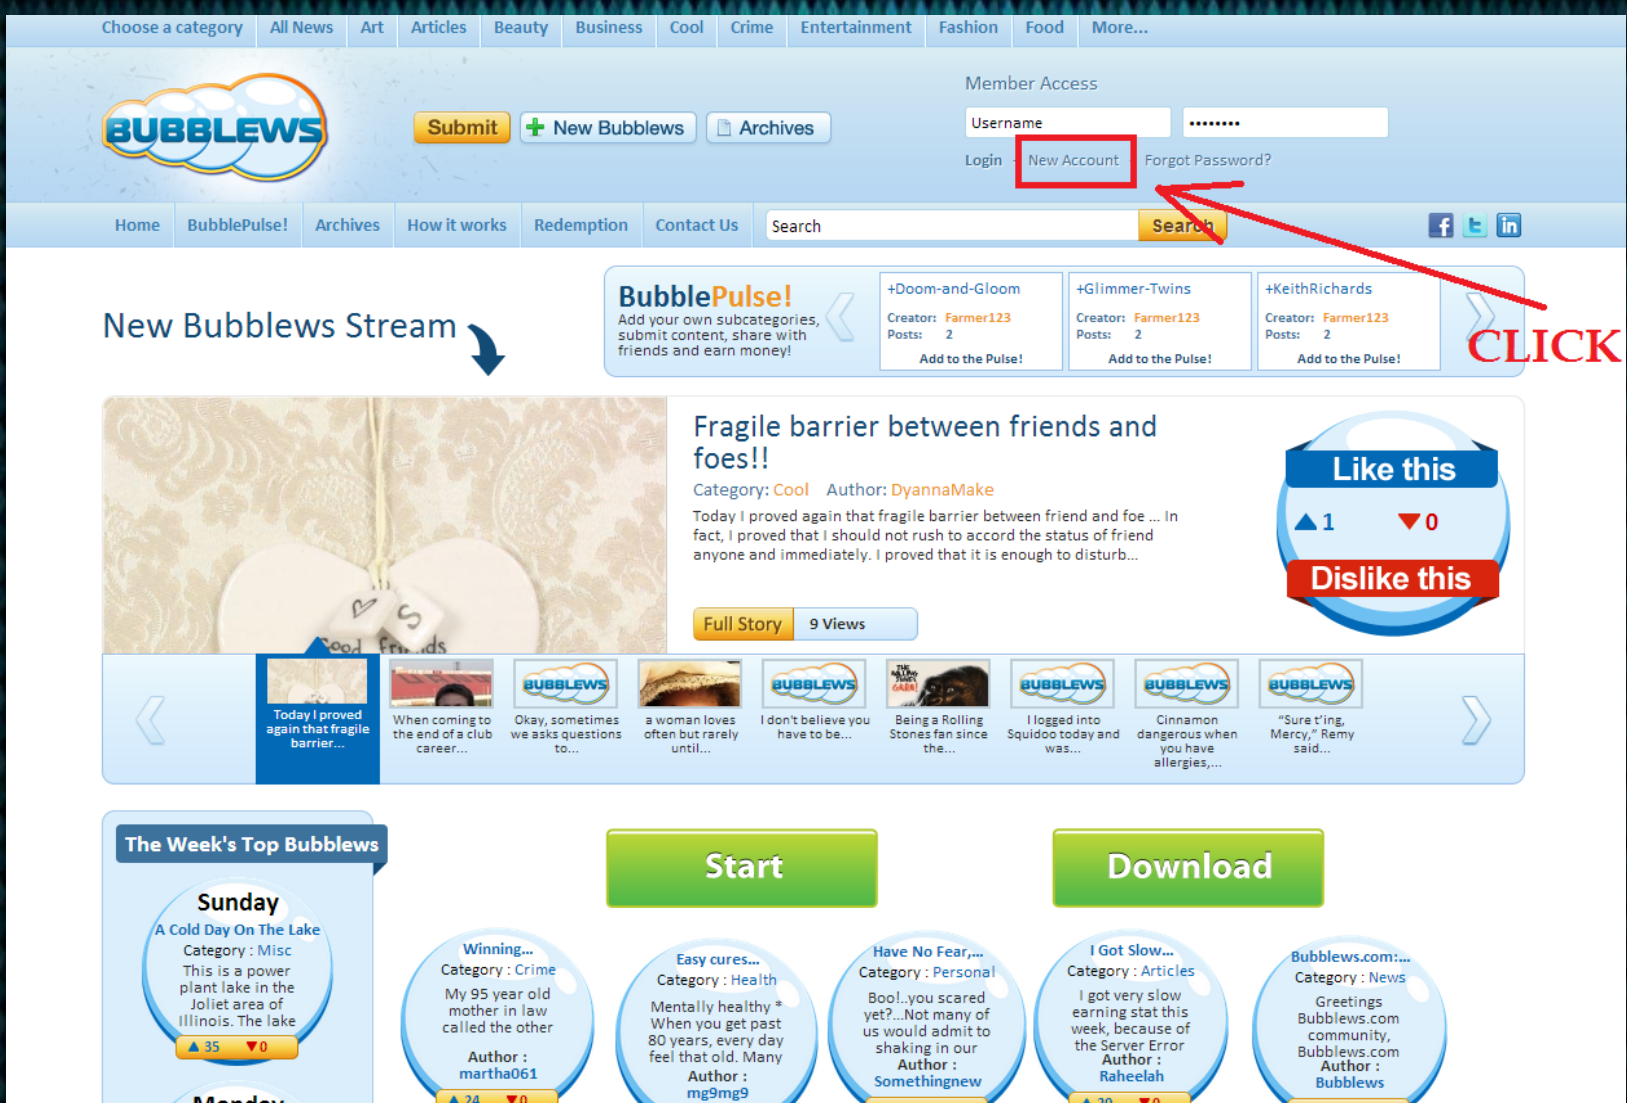 Choose a category All News Art Articles Beauty Business Cool Crime Entertainment Fashion Food More...
BUBBLEWS
Submit New Bubblews Archives
Member Access
Username ••••••••
Login - New Account - Forgot Password?
Home BubblePulse! Archives How it works Redemption Contact Us Search Search
CLICK
New Bubblews Stream
BubblePulse!
Add your own subcategories,
submit content, share with
friends and earn money!
+Doom-and-Gloom
Creator: Farmer123
Posts: 2
Add to the Pulse!
+Glimmer-Twins
Creator: Farmer123
Posts: 2
Add to the Pulse!
+KeithRichards
Creator: Farmer123
Posts: 2
Add to the Pulse!
Good friends
Fragile barrier between friends and
foes!!
Category: Cool Author: DyannaMake
Today I proved again that fragile barrier between friend and foe ... In
fact, I proved that I should not rush to accord the status of friend
anyone and immediately. I proved that it is enough to disturb...
Full Story 9 Views
Like this
1 0
Dislike this
Today I proved
again that fragile
barrier...
When coming to
the end of a club
career...
BUBBLEWS
Okay, sometimes
we asks questions
to...
a woman loves
often but rarely
until...
BUBBLEWS
I don't believe you
have to be...
THE
ROLLING
STONES
GRRR!
Being a Rolling
Stones fan since
the...
BUBBLEWS
I logged into
Squidoo today and
was...
BUBBLEWS
Cinnamon
dangerous when
you have
allergies,...
BUBBLEWS
“Sure t’ing,
Mercy,” Remy
said...
The Week's Top Bubblews
Sunday
A Cold Day On The Lake
Category : Misc
This is a power
plant lake in the
Joliet area of
Illinois. The lake
35 0
Monday
Start
Download
Winning...
Category : Crime
My 95 year old
mother in law
called the other
Author :
martha061
24 0
Easy cures...
Category : Health
Mentally healthy *
When you get past
80 years, every day
feel that old. Many
Author :
mg9mg9
Have No Fear,...
Category : Personal
Boo!..you scared
yet?...Not many of
us would admit to
shaking in our
Author :
Somethingnew
I Got Slow...
Category : Articles
I got very slow
earning stat this
week, because of
the Server Error
Author :
Raheelah
20 0
Bubblews.com:...
Category : News
Greetings
Bubblews.com
community,
Bubblews.com
Author :
Bubblews